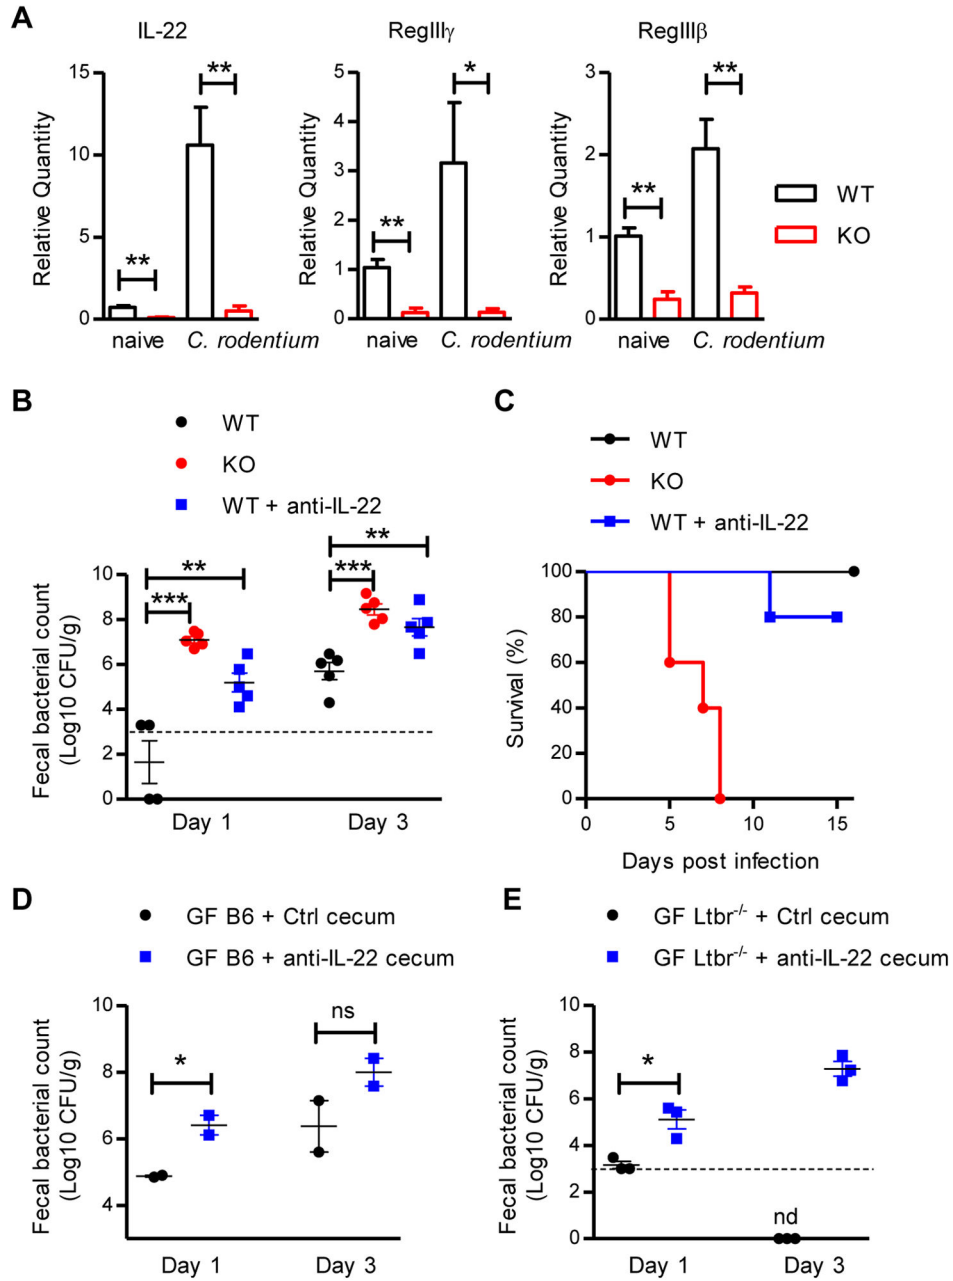 A
IL-22
RegIIIγ
RegIIIβ
Relative Quantity
15
10
5
0
**
**
naive
C. rodentium
Relative Quantity
5
4
3
2
1
0
**
*
naive
C. rodentium
Relative Quantity
3
2
1
0
**
**
naive
C. rodentium
WT
KO
B
WT
KO
WT + anti-IL-22
Fecal bacterial count
(Log10 CFU/g)
10
8
6
4
2
0
**
***
**
***
Day 1
Day 3
C
WT
KO
WT + anti-IL-22
Survival (%)
100
80
60
40
20
0
0
5
10
15
Days post infection
D
GF B6 + Ctrl cecum
GF B6 + anti-IL-22 cecum
Fecal bacterial count
(Log10 CFU/g)
10
8
6
4
*
ns
Day 1
Day 3
E
GF Ltbr-/- + Ctrl cecum
GF Ltbr-/- + anti-IL-22 cecum
Fecal bacterial count
(Log10 CFU/g)
10
8
6
4
2
0
*
nd
Day 1
Day 3